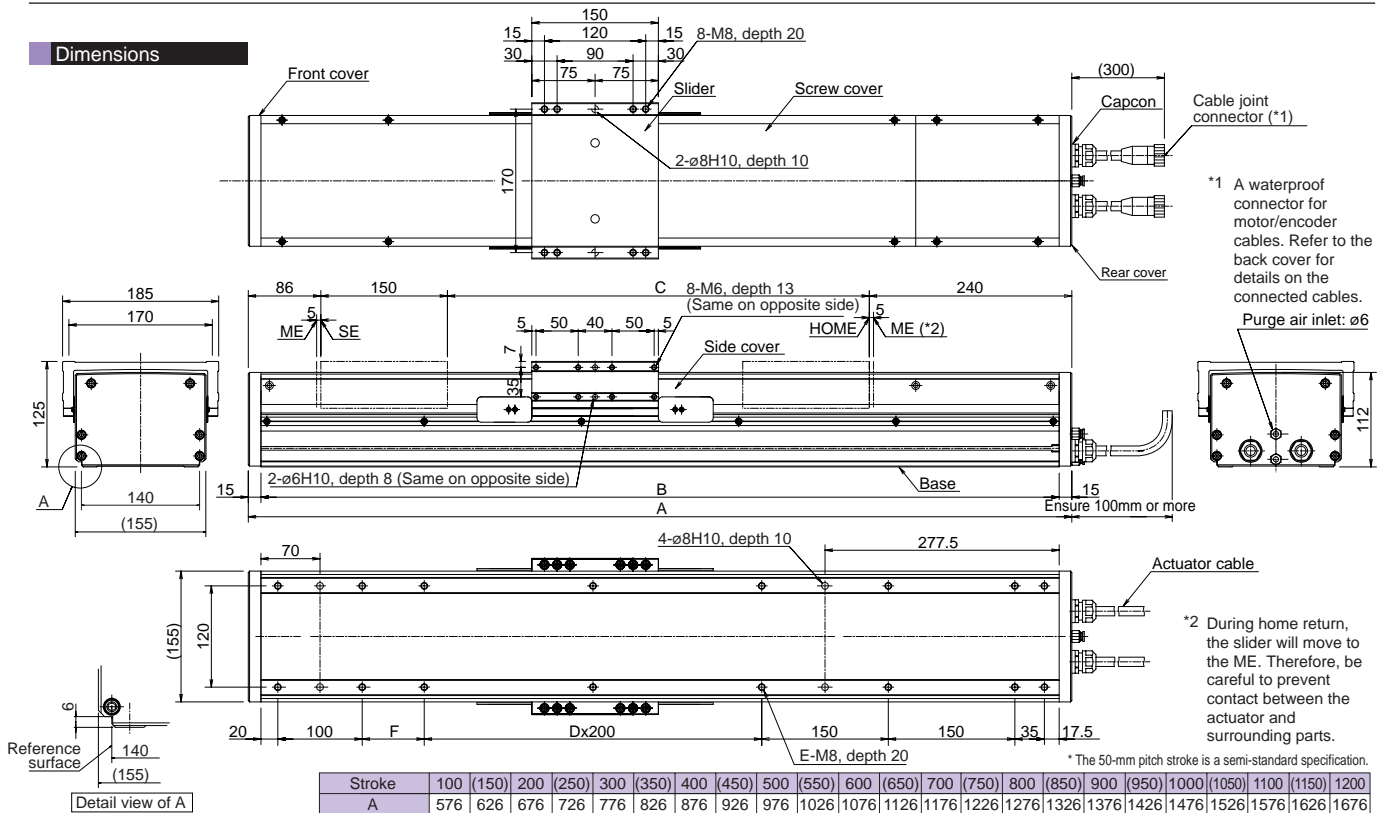 Dimensions
150
15 120 15
30 90 30
75 75
8-M8, depth 20
Front cover
Slider
Screw cover
(300)
Capcon
Cable joint
connector (*1)
2-ø8H10, depth 10
170
Rear cover
*1 A waterproof
connector for
motor/encoder
cables. Refer to the
back cover for
details on the
connected cables.
185
170
125
A
140
(155)
86 150 C 240
8-M6, depth 13
(Same on opposite side)
5
ME SE
5 50 40 50 5
HOME ME (*2)
5
7
35
Side cover
Purge air inlet: ø6
112
2-ø6H10, depth 8 (Same on opposite side)
Base
15 B 15
A
Ensure 100mm or more
4-ø8H10, depth 10
70
277.5
Actuator cable
(155)
120
*2 During home return,
the slider will move to
the ME. Therefore, be
careful to prevent
contact between the
actuator and
surrounding parts.
20 100 F Dx200 150 150 35 17.5
E-M8, depth 20
6
Reference
surface
140
(155)
Detail view of A
* The 50-mm pitch stroke is a semi-standard specification.
Stroke 100 (150) 200 (250) 300 (350) 400 (450) 500 (550) 600 (650) 700 (750) 800 (850) 900 (950) 1000 (1050) 1100 (1150) 1200
A 576 626 676 726 776 826 876 926 976 1026 1076 1126 1176 1226 1276 1326 1376 1426 1476 1526 1576 1626 1676